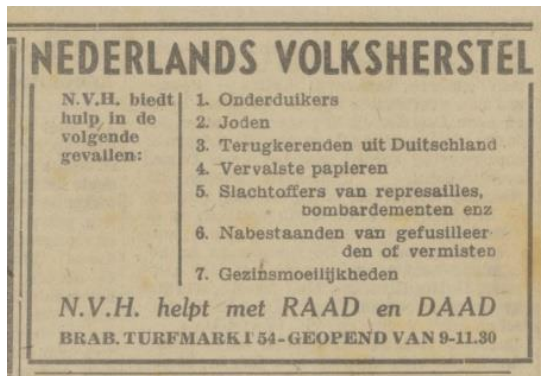 NEDERLANDS VOLKSHERSTEL
N.V.H. biedt
hulp in de
volgende
gevallen:
1. Onderduikers
2. Joden
3. Terugkerenden uit Duitschland
4. Vervalste papieren
5. Slachtoffers van represailles,
bombardementen enz
6. Nabestaanden van gefusilleer-
den of vermisten
7. Gezinsmoeilijkheden
N.V.H. helpt met RAAD en DAAD
BRAB. TURFMARKT 54-GEOPEND VAN 9-11.30